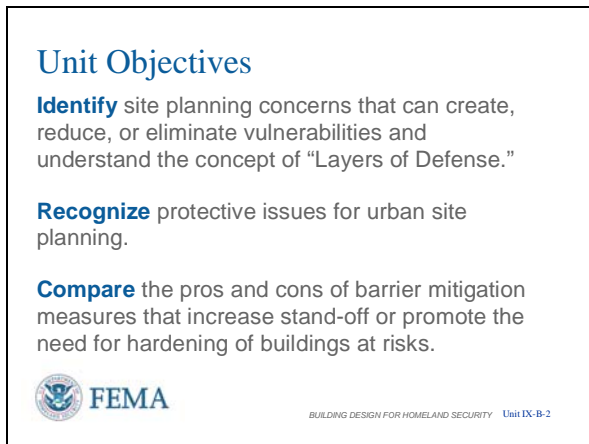 Unit Objectives
Identify site planning concerns that can create,
reduce, or eliminate vulnerabilities and
understand the concept of “Layers of Defense.”
Recognize protective issues for urban site
planning.
Compare the pros and cons of barrier mitigation
measures that increase stand-off or promote the
need for hardening of buildings at risks.
FEMA
BUILDING DESIGN FOR HOMELAND SECURITY Unit IX-B-2